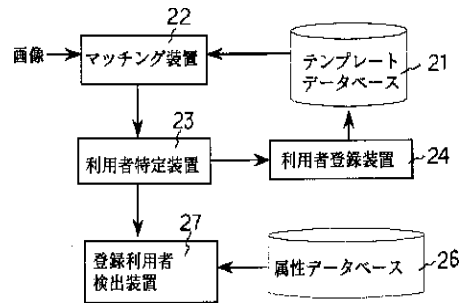 22
画像
マッチング装置
テンプレート
データベース
21
23
利用者特定装置
利用者登録装置
24
27
登録利用者
検出装置
属性データベース
26